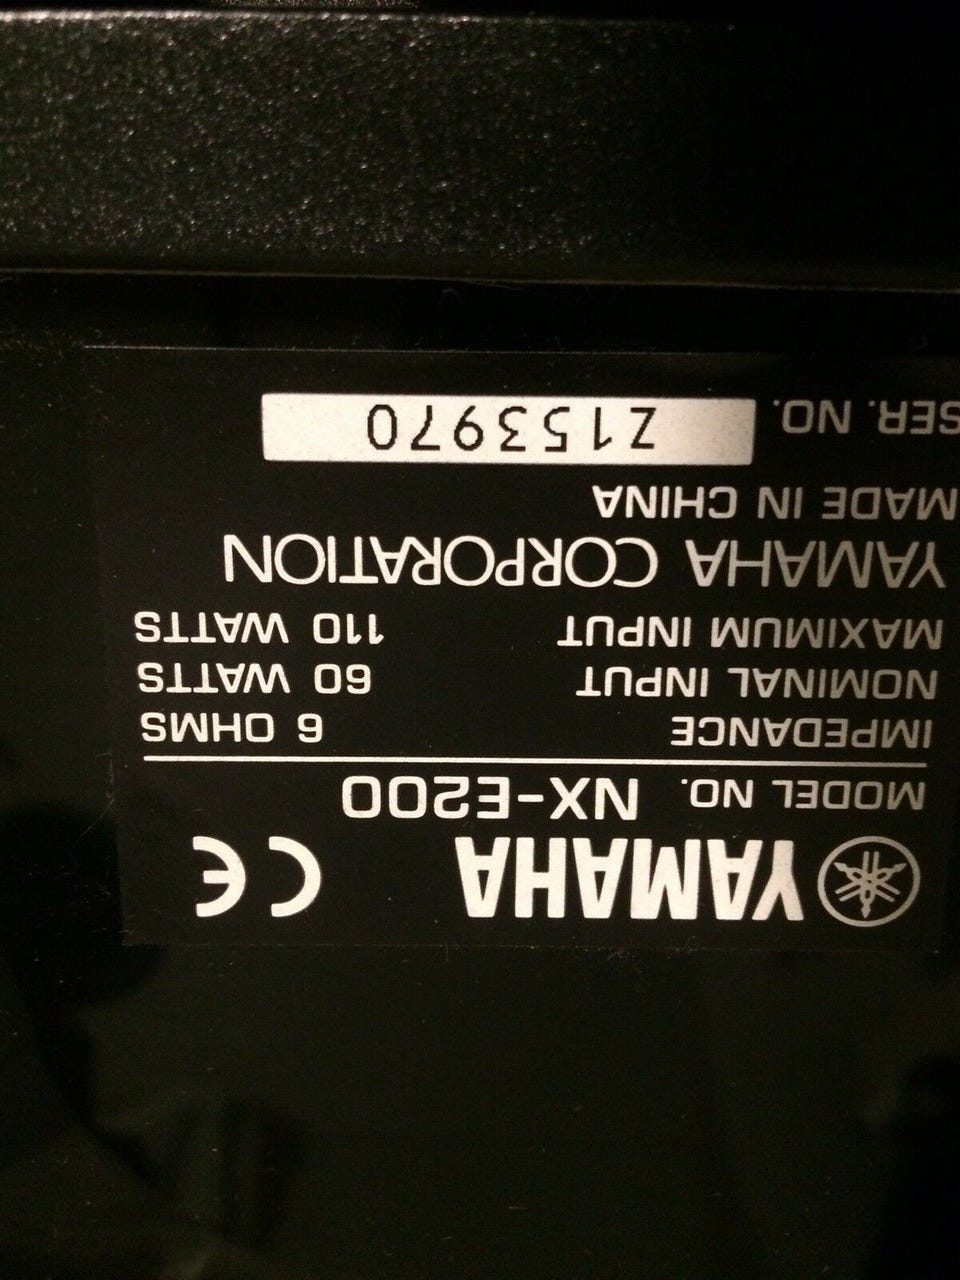 YAMAHA CE
MODEL NO. NX-E200
IMPEDANCE 6 OHMS
NOMINAL INPUT 60 WATTS
MAXIMUM INPUT 110 WATTS
YAMAHA CORPORATION
MADE IN CHINA
SER. NO. Z153970